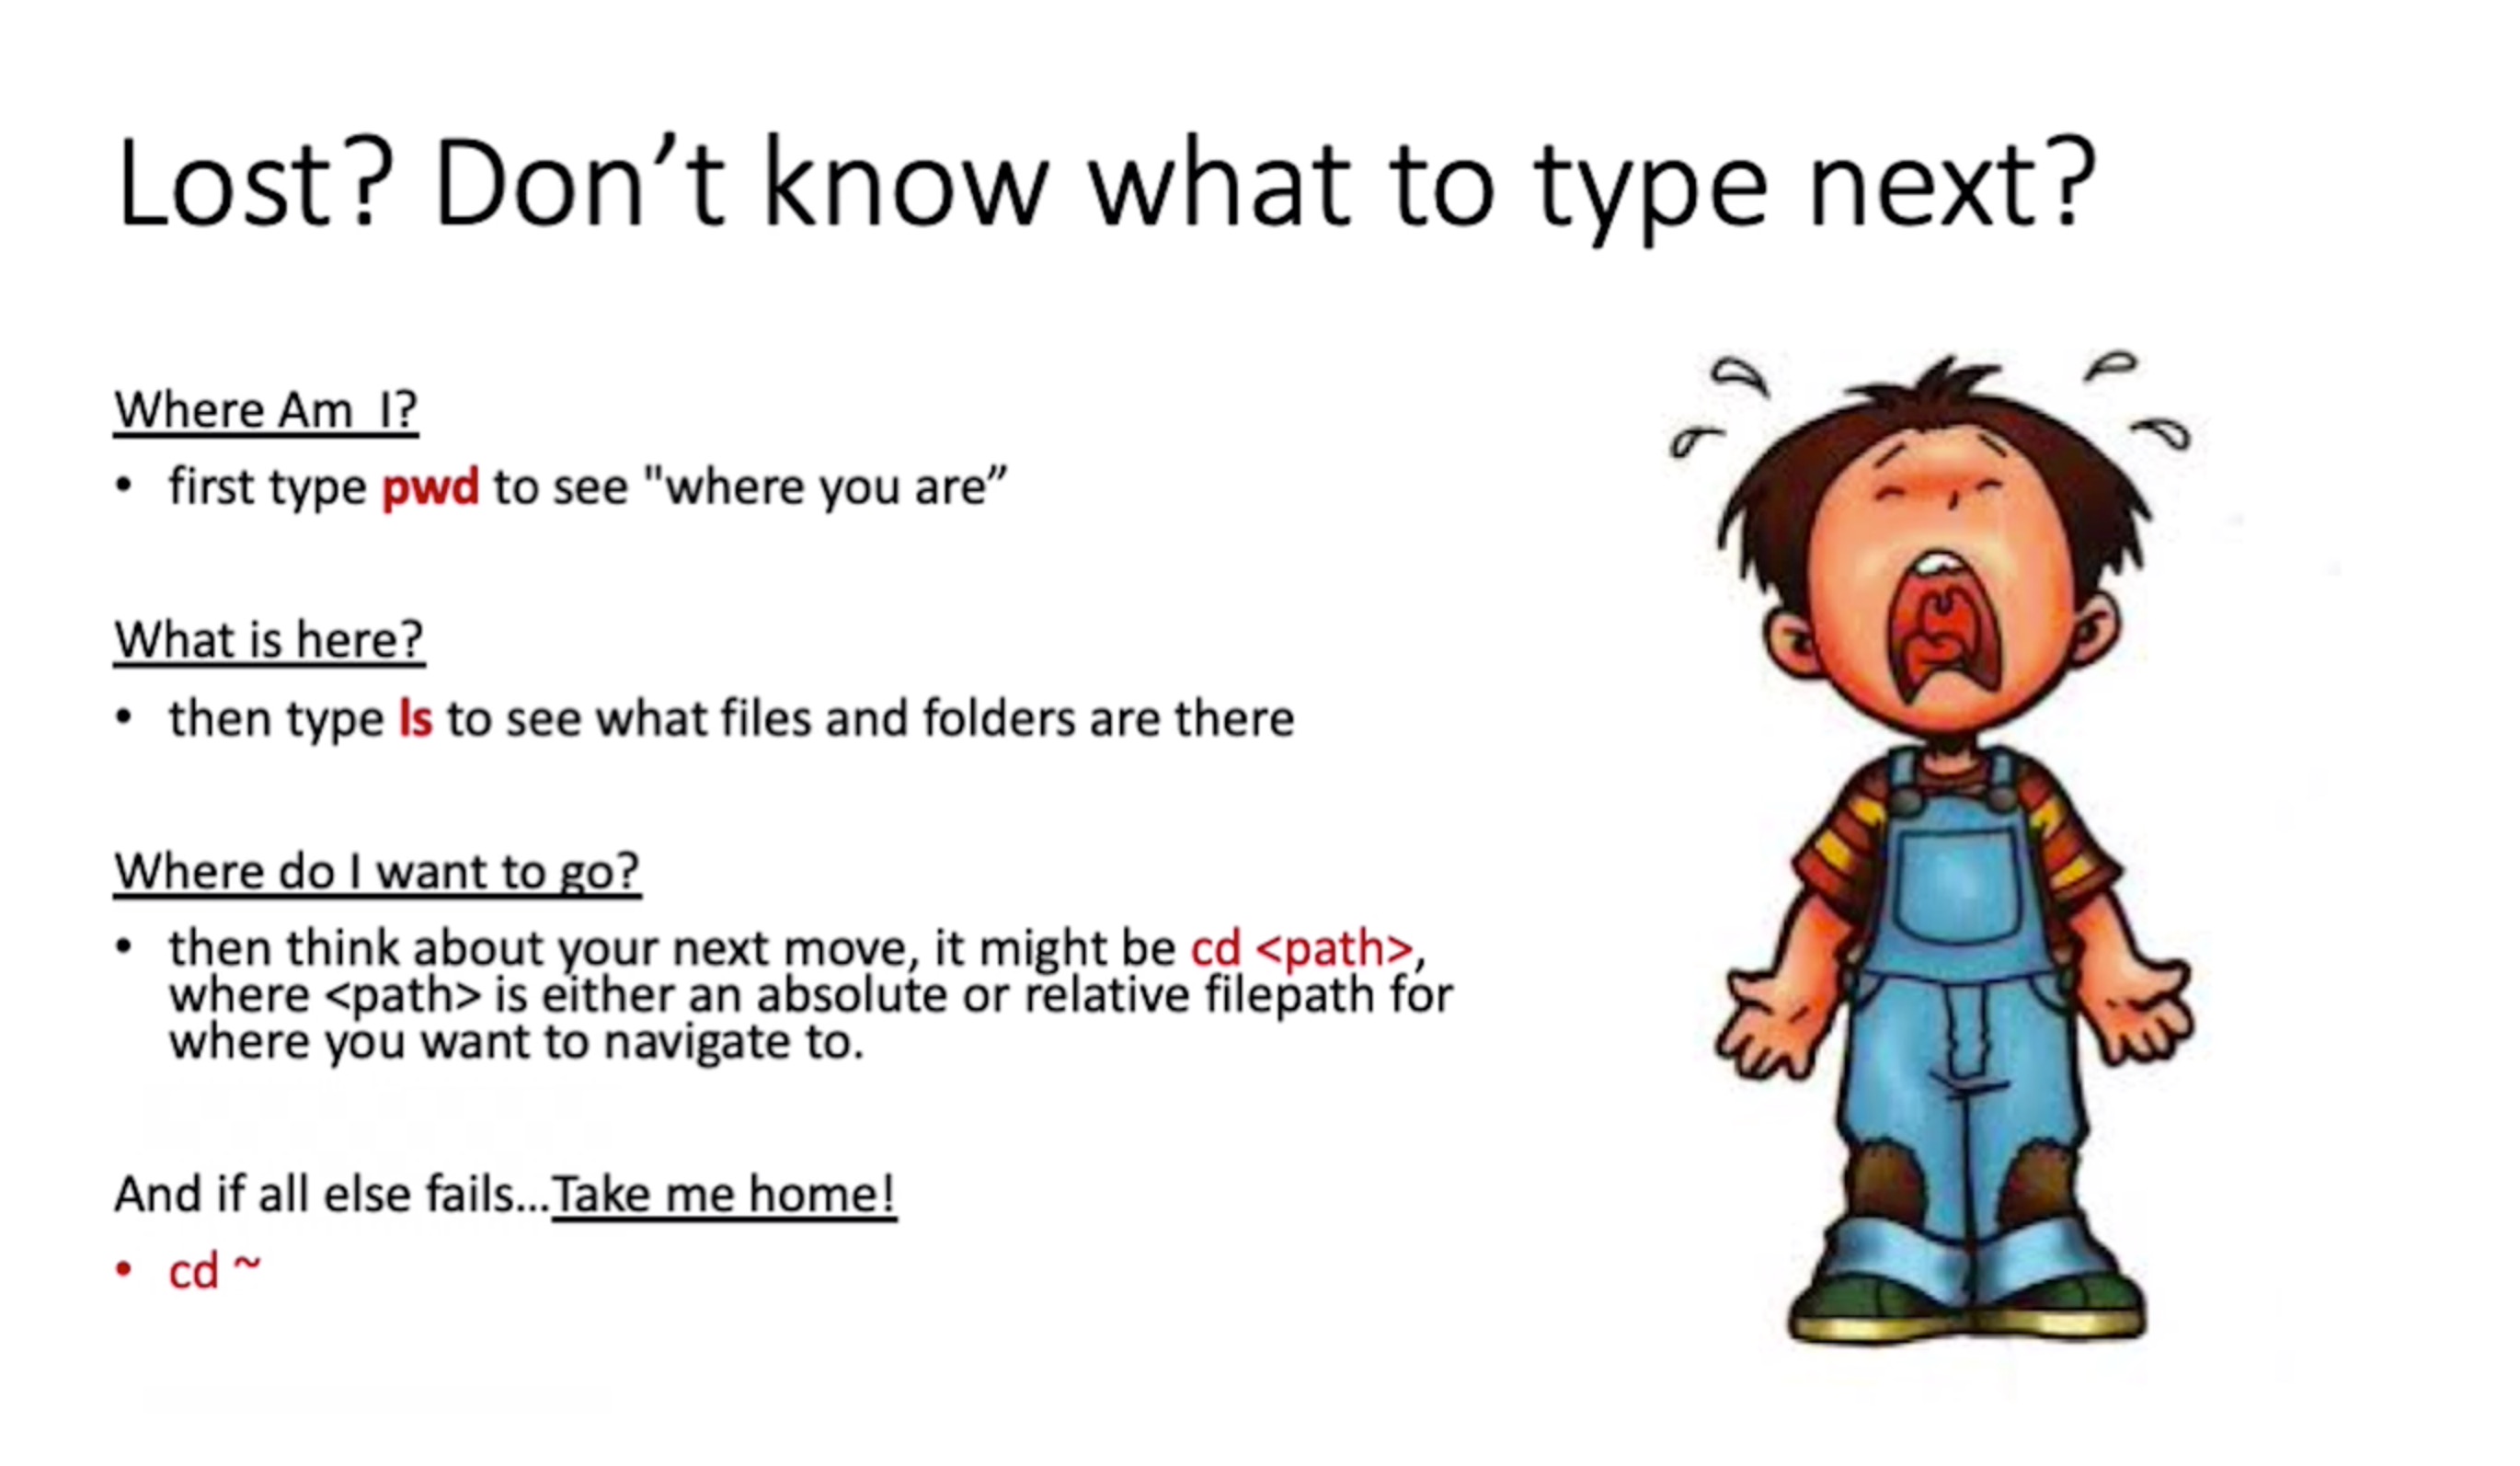 Lost? Don’t know what to type next?
Where Am  I?
• first type pwd to see "where you are”
What is here?
• then type ls to see what files and folders are there
Where do I want to go?
• then think about your next move, it might be cd <path>,
where <path> is either an absolute or relative filepath for
where you want to navigate to.
And if all else fails...Take me home!
• cd ~